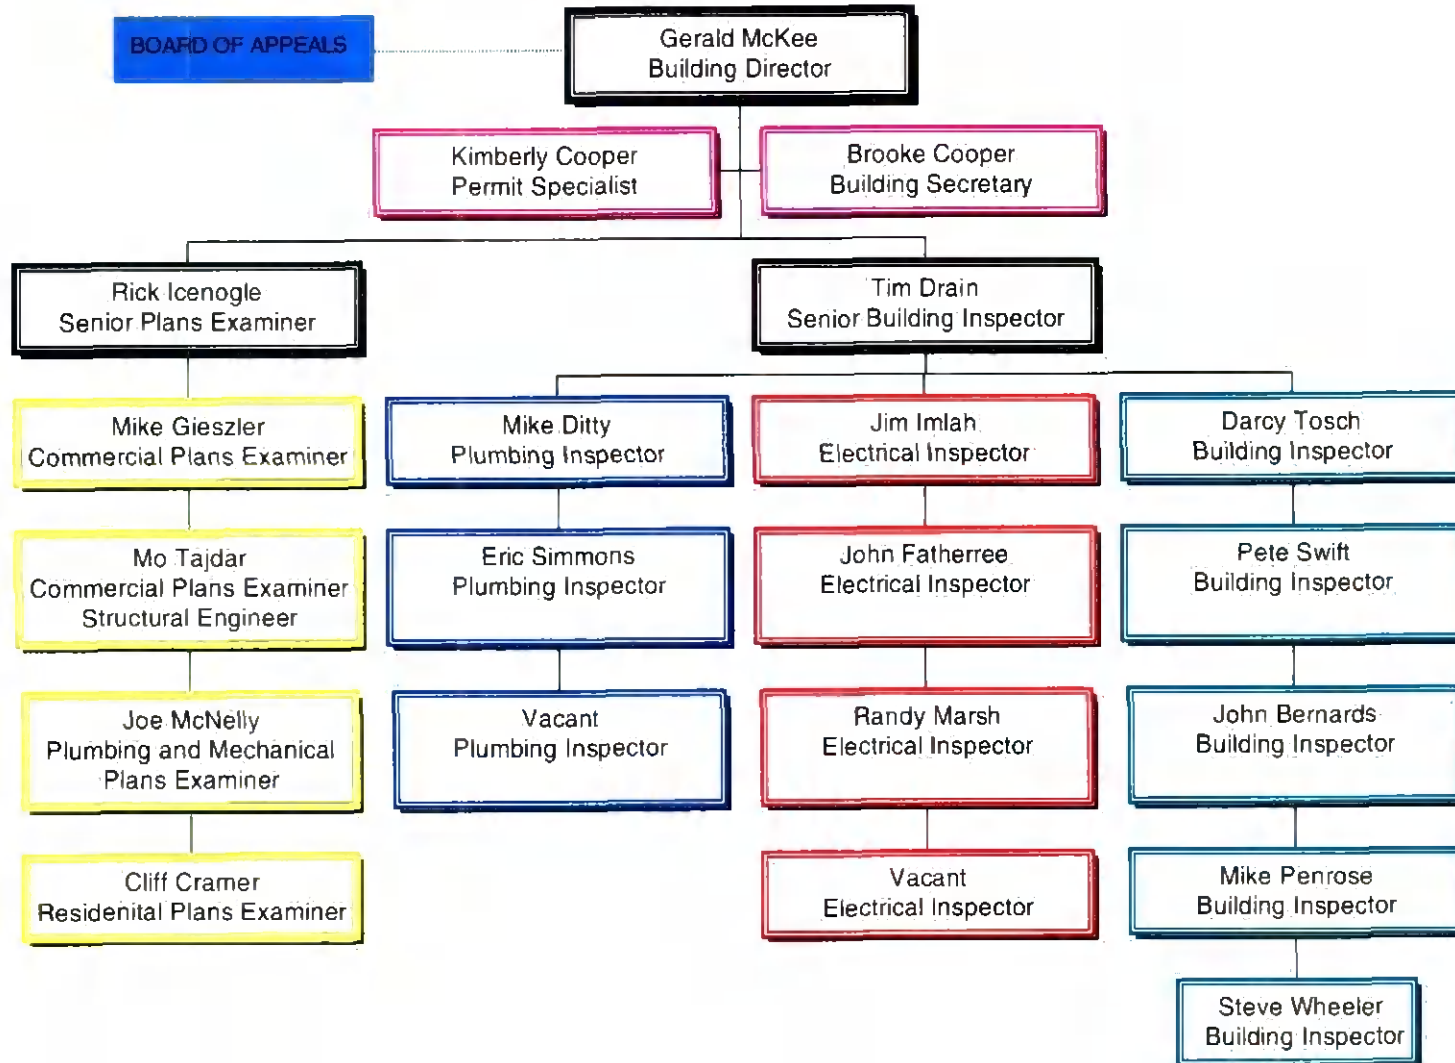 BOARD OF APPEALS
Gerald McKee
Building Director
Kimberly Cooper
Permit Specialist
Brooke Cooper
Building Secretary
Rick Icenogle
Senior Plans Examiner
Tim Drain
Senior Building Inspector
Mike Gieszler
Commercial Plans Examiner
Mike Ditty
Plumbing Inspector
Jim Imlah
Electrical Inspector
Darcy Tosch
Building Inspector
Mo Tajdar
Commercial Plans Examiner
Structural Engineer
Eric Simmons
Plumbing Inspector
John Fatherree
Electrical Inspector
Pete Swift
Building Inspector
Joe McNelly
Plumbing and Mechanical
Plans Examiner
Vacant
Plumbing Inspector
Randy Marsh
Electrical Inspector
John Bernards
Building Inspector
Cliff Cramer
Residenital Plans Examiner
Vacant
Electrical Inspector
Mike Penrose
Building Inspector
Steve Wheeler
Building Inspector